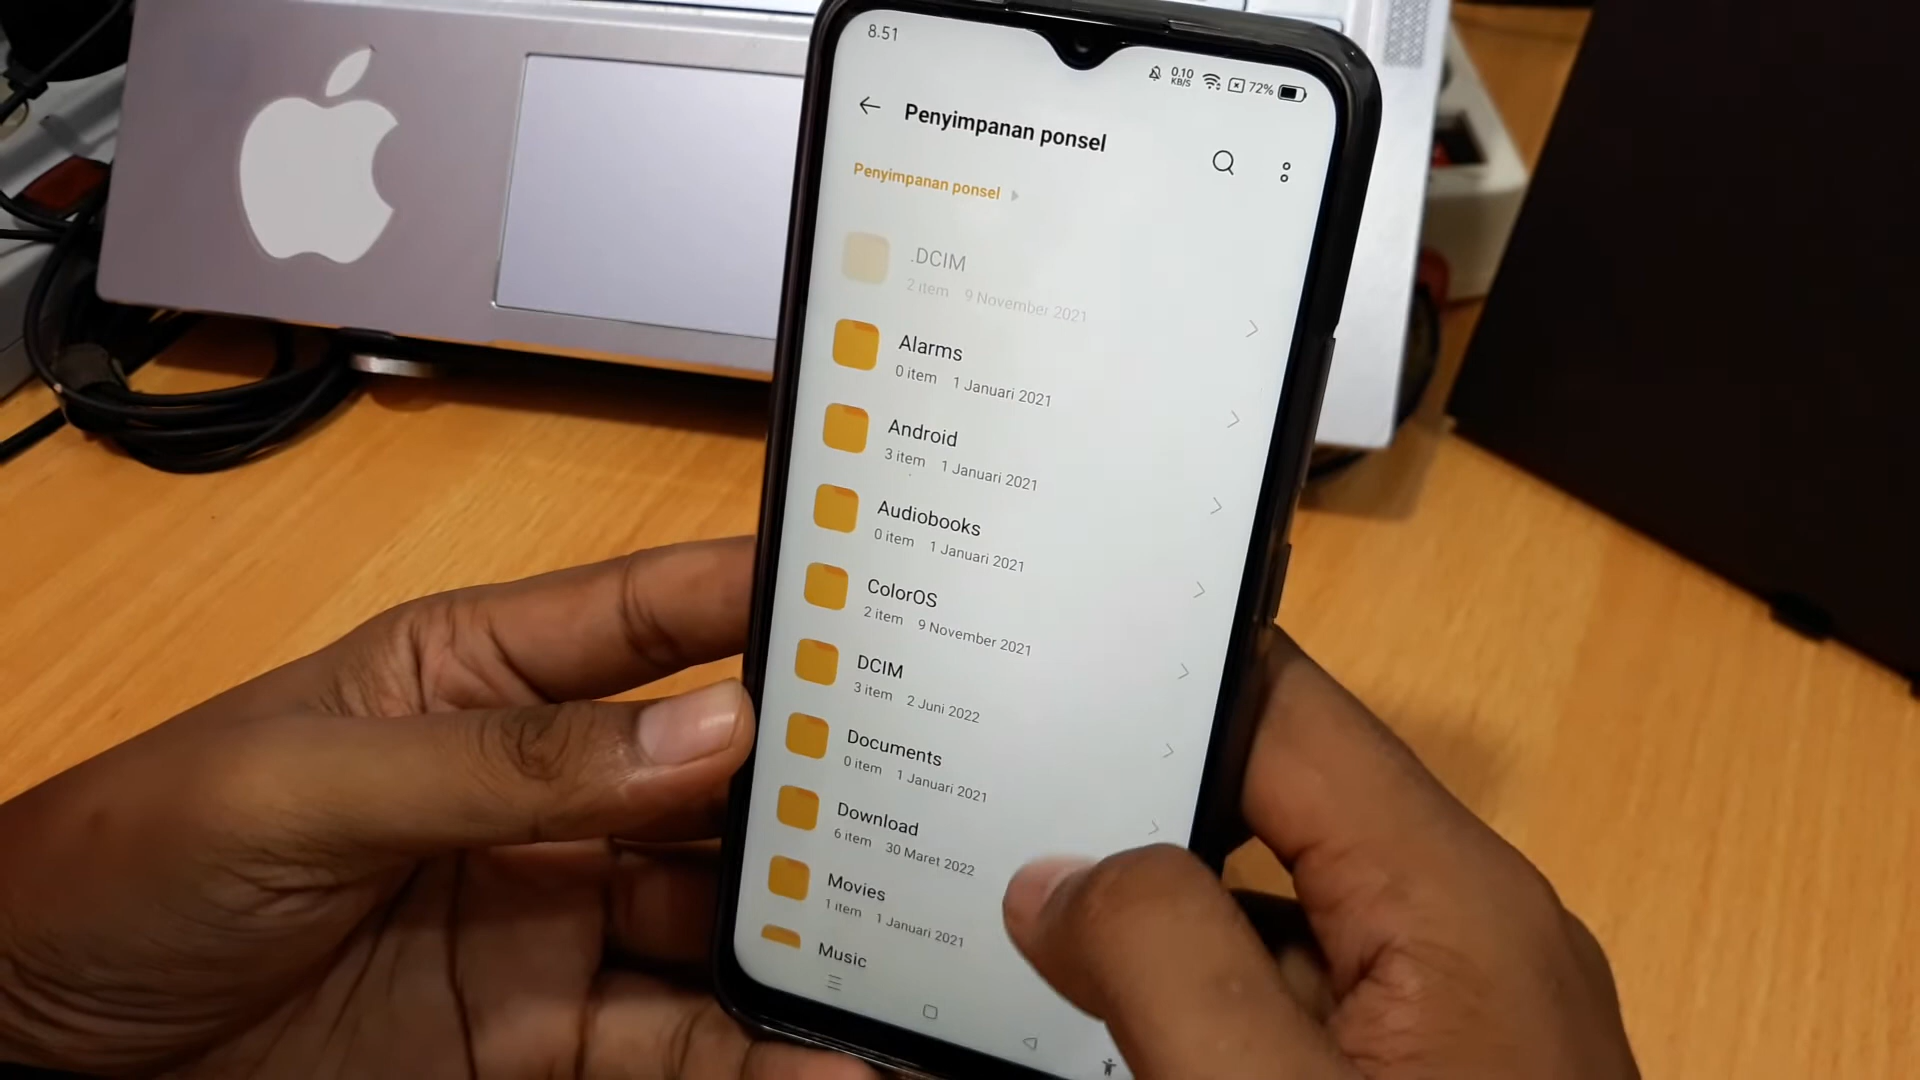 8.51
0.10
KB/S
72%
Penyimpanan ponsel
Penyimpanan ponsel
.DCIM
2 item 9 November 2021
Alarms
0 item 1 Januari 2021
Android
3 item 1 Januari 2021
Audiobooks
0 item 1 Januari 2021
ColorOS
2 item 9 November 2021
DCIM
3 item 2 Juni 2022
Documents
0 item 1 Januari 2021
Download
6 item 30 Maret 2022
Movies
1 item 1 Januari 2021
Music